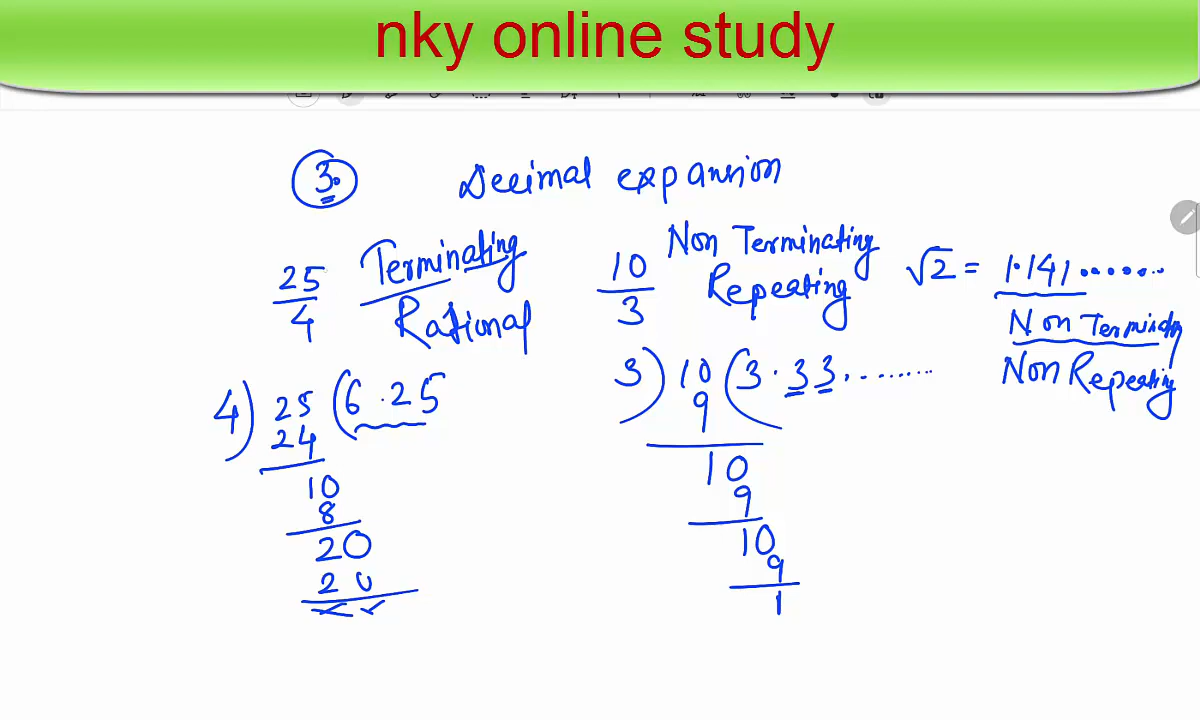 nky online study
3. Decimal expansion
25/4 Terminating Rational
4) 25 (6.25
24
10
8
20
20
10/3 Non Terminating Repeating
3) 10 (3.33.........
9
10
9
10
9
1
√2 = 1.141.......
Non
Non Repeating